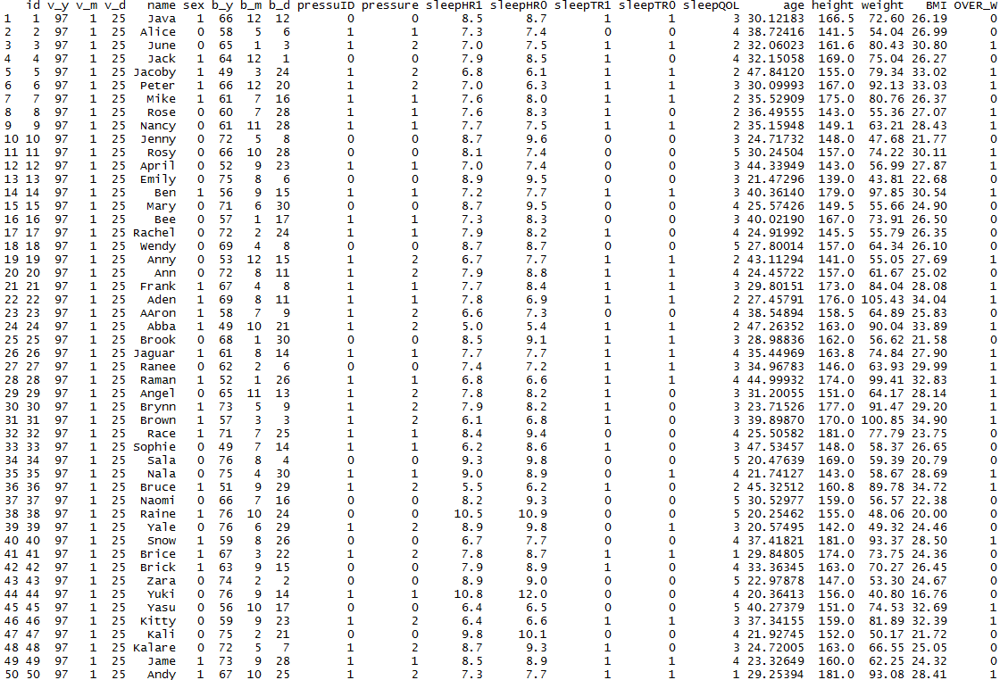 id v_y v_m v_d name sex b_y b_m b_d pressuID pressure sleepHR1 sleepHR0 sleepTR1 sleepTR0 sleepQOL age height weight BMI OVER_W
1 1 97 1 25 Java 1 66 12 12 0 0 8.5 8.7 0 0 3 30.12183 166.5 72.60 26.19 0
2 2 97 1 25 Alice 0 58 5 6 1 1 7.3 7.4 0 0 4 38.72416 141.5 54.04 26.99 0
3 3 97 1 25 June 0 65 1 3 1 2 7.0 7.5 1 1 2 32.06023 161.6 80.43 30.80 1
4 4 97 1 25 Jack 1 64 12 1 0 0 7.9 8.5 1 0 4 32.15058 169.0 75.04 26.27 0
5 5 97 1 25 Jacoby 1 49 3 24 1 2 6.8 6.1 1 1 2 47.84120 155.0 79.34 33.02 1
6 6 97 1 25 Peter 1 66 12 20 1 2 7.0 6.3 1 1 3 30.09993 167.0 92.13 33.03 1
7 7 97 1 25 Mike 1 61 7 16 1 1 7.6 8.0 1 1 2 35.52909 175.0 80.76 26.37 0
8 8 97 1 25 Rose 0 60 7 28 1 1 7.6 8.3 1 0 2 36.49555 143.0 55.36 27.07 1
9 9 97 1 25 Nancy 0 61 11 28 1 1 7.7 7.5 1 1 2 35.15948 149.1 63.21 28.43 1
10 10 97 1 25 Jenny 0 72 5 8 0 0 8.7 9.6 0 0 3 24.71732 148.0 47.68 21.77 0
11 11 97 1 25 Rosy 0 66 10 28 0 0 8.1 7.4 0 0 5 30.24504 157.0 74.22 30.11 1
12 12 97 1 25 April 0 52 9 23 1 1 7.0 7.4 0 0 3 44.33949 143.0 56.99 27.87 1
13 13 97 1 25 Emily 0 75 8 6 0 0 8.9 9.5 0 0 3 21.47296 139.0 43.81 22.68 0
14 14 97 1 25 Ben 1 56 9 15 1 1 7.2 7.7 1 1 3 40.36140 179.0 97.85 30.54 1
15 15 97 1 25 Mary 0 71 6 30 0 0 8.7 9.5 0 0 4 25.57426 149.5 55.66 24.90 0
16 16 97 1 25 Bee 0 57 1 17 1 1 7.3 8.3 0 0 3 40.02190 167.0 73.91 26.50 0
17 17 97 1 25 Rachel 0 72 2 24 1 1 7.9 8.2 1 0 4 24.91992 145.5 55.79 26.35 0
18 18 97 1 25 Wendy 0 69 4 8 0 0 8.7 8.7 0 0 5 27.80014 157.0 64.34 26.10 0
19 19 97 1 25 Anny 0 53 12 15 1 1 6.7 7.7 1 1 2 43.11294 141.0 55.05 27.69 1
20 20 97 1 25 Ann 0 72 8 11 1 1 7.9 8.8 1 0 4 24.45722 157.0 61.67 25.02 0
21 21 97 1 25 Frank 1 67 4 8 1 1 7.7 8.4 1 1 3 29.80151 173.0 84.04 28.08 1
22 22 97 1 25 Aden 1 69 8 11 1 1 7.8 6.9 1 1 2 27.45791 176.0 105.43 34.04 1
23 23 97 1 25 AAron 1 58 7 9 1 2 6.6 7.3 0 0 4 38.54894 158.5 64.89 25.83 0
24 24 97 1 25 Abba 1 49 10 21 1 2 5.0 5.4 1 1 2 47.26352 163.0 90.04 33.89 1
25 25 97 1 25 Brook 0 68 1 30 0 0 8.5 9.1 1 1 3 28.98836 162.0 56.62 21.58 0
26 26 97 1 25 Jaguar 1 61 8 14 1 1 7.7 7.7 1 1 4 35.44969 163.8 74.84 27.90 1
27 27 97 1 25 Ranee 0 62 2 6 0 0 7.4 7.2 1 1 3 34.96783 146.0 63.93 29.99 1
28 28 97 1 25 Raman 1 52 1 26 1 1 6.8 6.6 1 1 2 44.99932 174.0 99.41 32.83 1
29 29 97 1 25 Angel 0 65 11 13 1 2 7.8 8.2 1 0 3 31.20055 151.0 64.17 28.14 1
30 30 97 1 25 Brynn 1 73 5 9 1 2 7.9 8.2 1 0 3 23.71526 177.0 91.47 29.20 1
31 31 97 1 25 Brown 1 57 3 3 1 2 6.1 6.8 1 0 3 39.89870 170.0 100.85 34.90 1
32 32 97 1 25 Race 1 71 7 25 1 1 8.4 9.4 0 0 4 25.50582 181.0 77.79 23.75 0
33 33 97 1 25 Sophie 0 49 7 14 1 1 6.2 8.6 1 0 3 47.53457 148.0 58.37 26.65 0
34 34 97 1 25 Sala 0 76 8 4 0 0 9.3 9.8 0 0 5 20.47639 169.0 59.39 20.79 0
35 35 97 1 25 Nala 0 75 4 30 1 1 9.0 8.9 0 1 4 21.74127 143.0 58.67 28.69 1
36 36 97 1 25 Bruce 1 51 9 29 1 2 5.5 6.2 1 0 2 45.32512 160.8 89.78 34.72 1
37 37 97 1 25 Naomi 0 66 7 16 0 0 8.2 9.3 0 0 5 30.52977 159.0 56.57 22.38 0
38 38 97 1 25 Raine 1 76 10 24 0 0 10.5 10.9 0 0 5 20.25462 155.0 48.06 20.00 0
39 39 97 1 25 Yale 0 76 6 29 1 2 8.9 9.8 0 1 3 20.57495 142.0 49.32 24.46 0
40 40 97 1 25 Snow 1 59 8 26 0 0 6.7 7.7 0 0 4 37.41821 181.0 93.37 28.50 1
41 41 97 1 25 Brice 1 67 3 22 1 2 7.8 8.7 1 1 1 29.84805 174.0 73.75 24.36 0
42 42 97 1 25 Brick 1 63 9 15 0 0 7.9 8.9 1 0 4 33.36345 163.0 70.27 26.45 0
43 43 97 1 25 Zara 0 74 2 2 0 0 8.9 9.0 0 0 5 22.97878 147.0 53.30 24.67 0
44 44 97 1 25 Yuki 0 76 9 14 1 1 10.8 12.0 0 0 4 20.36413 156.0 40.80 16.76 0
45 45 97 1 25 Yasu 0 56 10 17 0 0 6.4 6.5 0 0 5 40.27379 151.0 74.53 32.69 1
46 46 97 1 25 Kitty 0 59 9 23 1 2 6.4 6.6 1 1 3 37.34155 159.0 81.89 32.39 1
47 47 97 1 25 Kali 0 75 2 21 0 0 9.8 10.1 0 0 4 21.92745 152.0 50.17 21.72 0
48 48 97 1 25 Kalare 0 72 5 7 1 2 8.7 9.3 1 0 3 24.72005 163.0 66.55 25.05 0
49 49 97 1 25 Jame 1 73 9 28 1 1 8.5 8.9 1 1 4 23.32649 160.0 62.25 24.32 0
50 50 97 1 25 Andy 1 67 10 25 1 2 7.3 7.7 1 1 1 29.25394 181.0 93.08 28.41 1